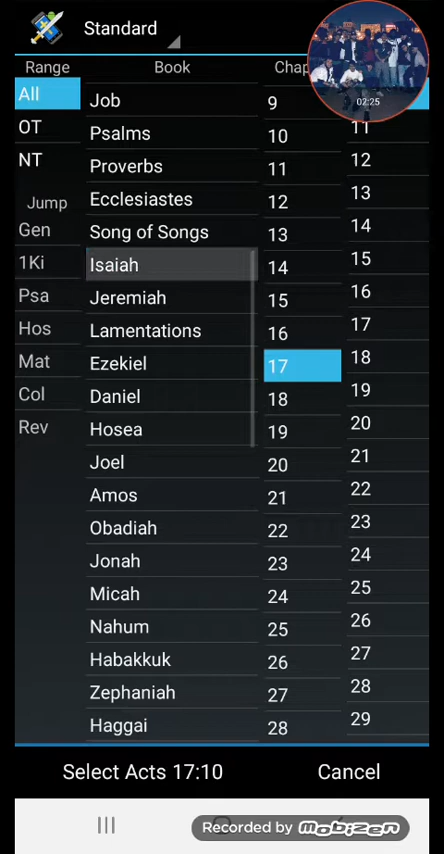 Standard
Range
Book
Chap
02:25
All
OT
NT
Jump
Gen
1Ki
Psa
Hos
Mat
Col
Rev
Job
Psalms
Proverbs
Ecclesiastes
Song of Songs
Isaiah
Jeremiah
Lamentations
Ezekiel
Daniel
Hosea
Joel
Amos
Obadiah
Jonah
Micah
Nahum
Habakkuk
Zephaniah
Haggai
9
10
11
12
13
14
15
16
17
18
19
20
21
22
23
24
25
26
27
28
11
12
13
14
15
16
17
18
19
20
21
22
23
24
25
26
27
28
29
Select Acts 17:10
Cancel
Recorded by Mobizen